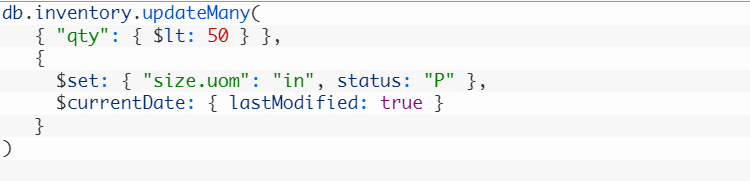 db.inventory.updateMany(
   { "qty": { $lt: 50 } },
   {
     $set: { "size.uom": "in", status: "P" },
     $currentDate: { lastModified: true }
   }
)